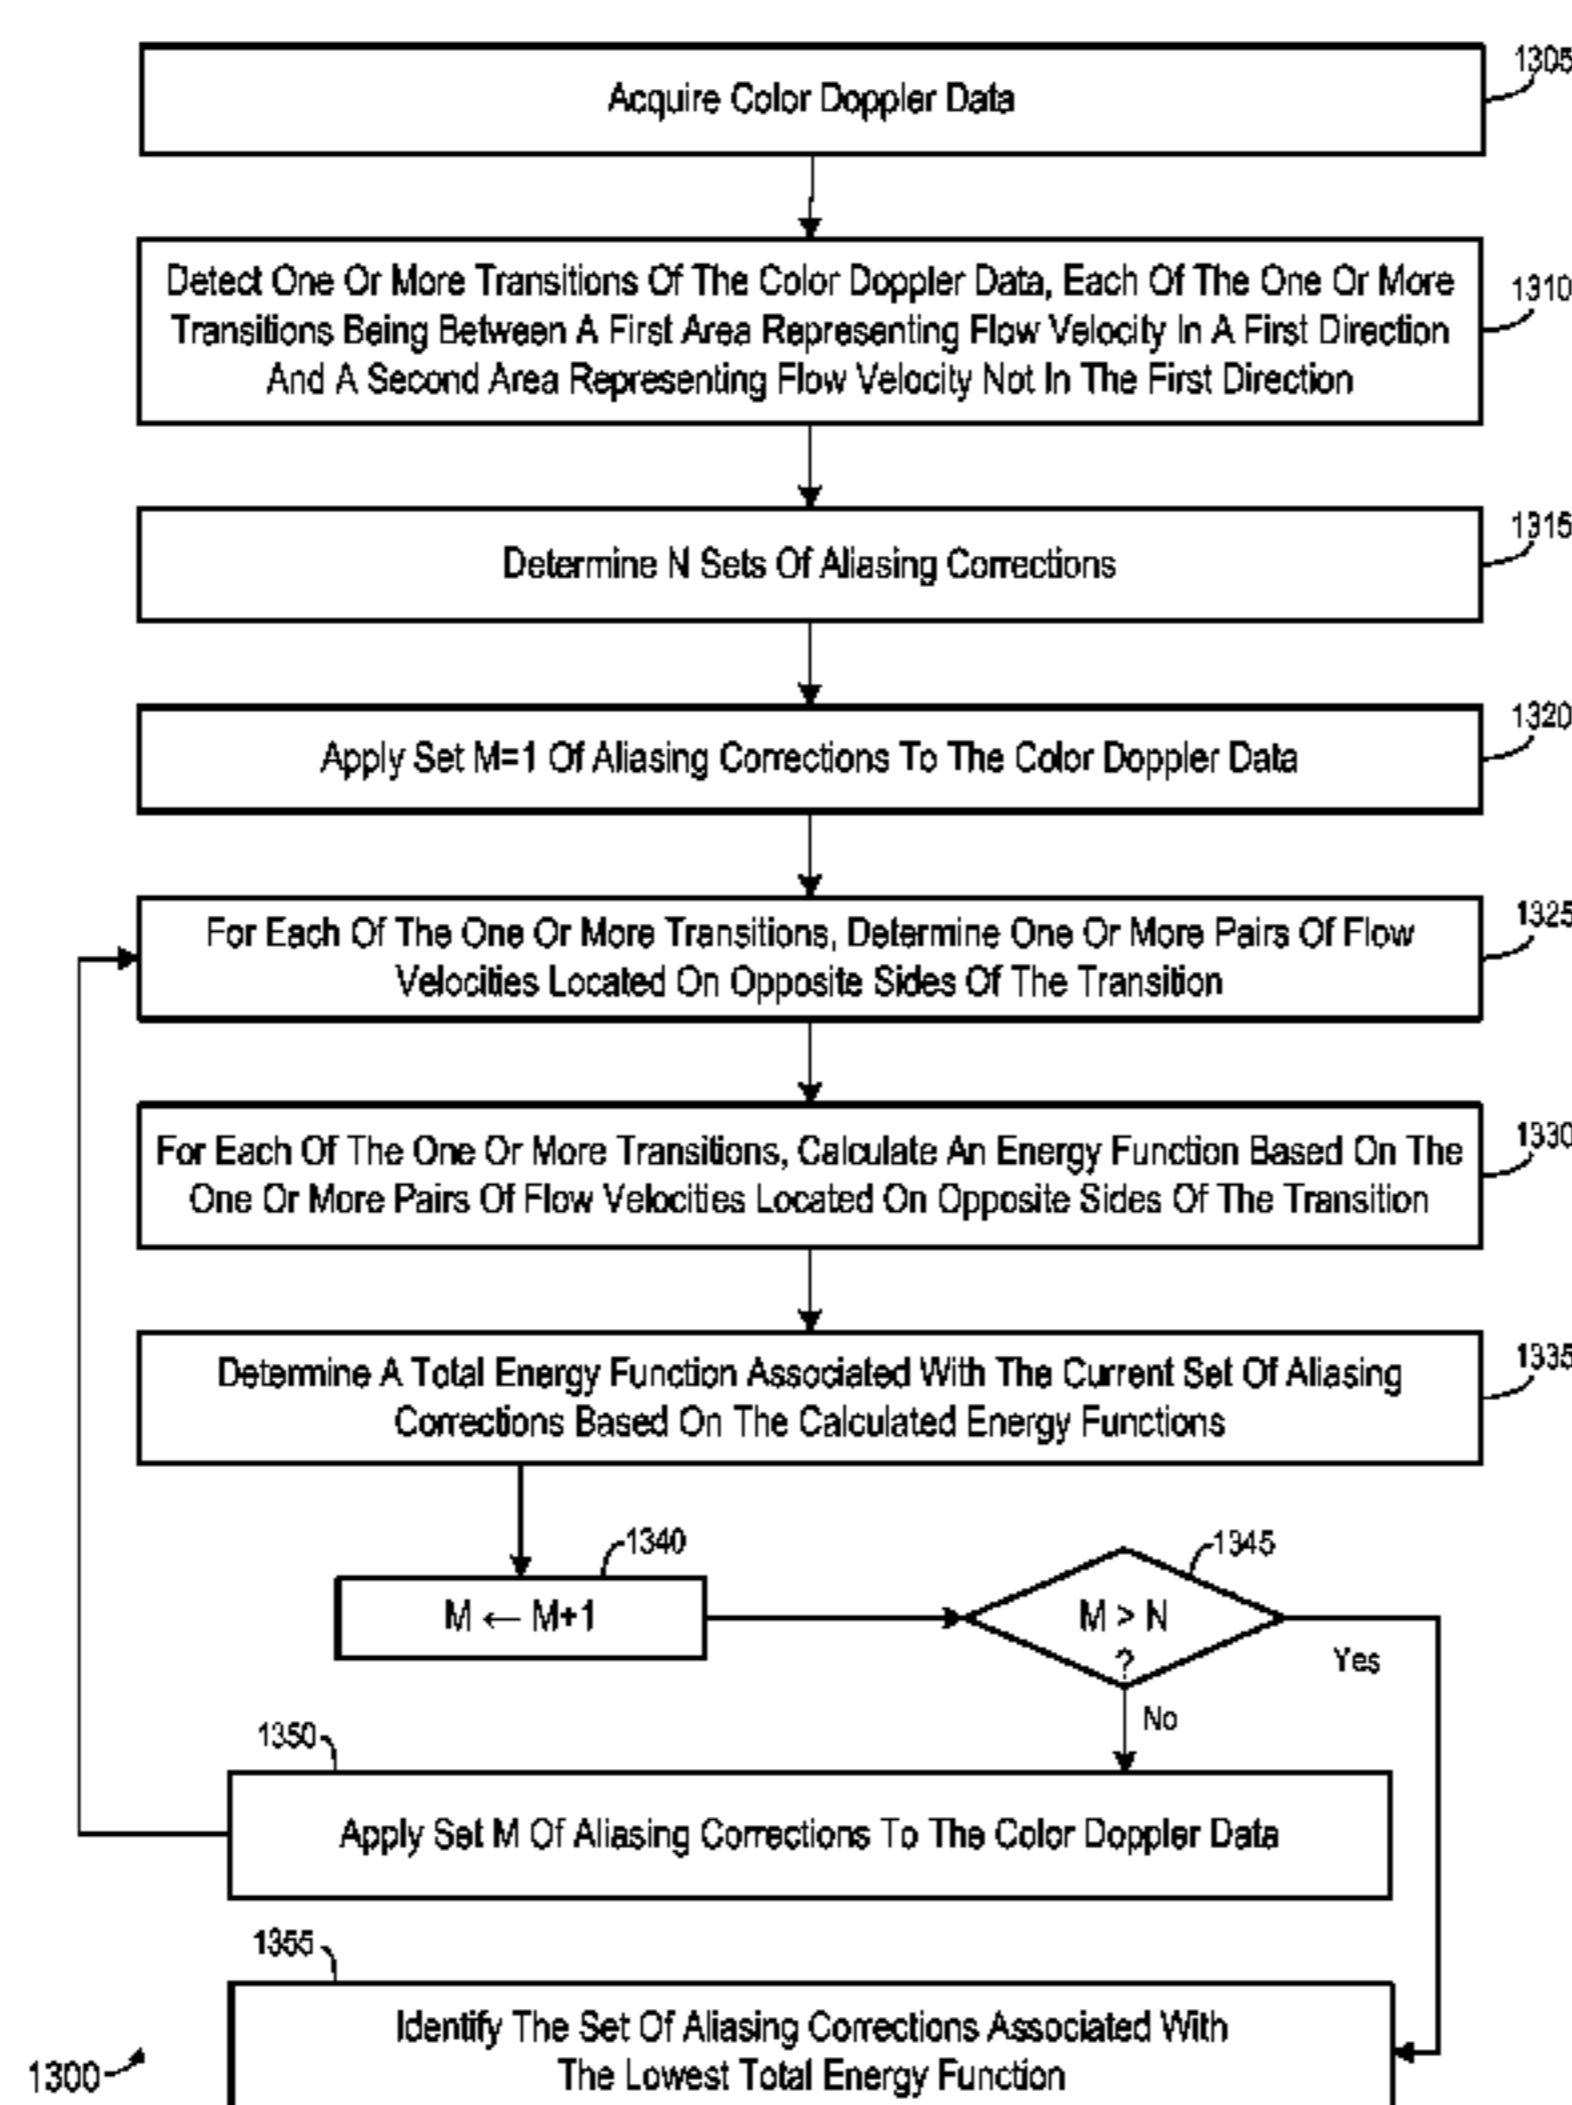 1305
Acquire Color Doppler Data
Detect One Or More Transitions Of The Color Doppler Data, Each Of The One Or More
Transitions Being Between A First Area Representing Flow Velocity In A First Direction
And A Second Area Representing Flow Velocity Not In The First Direction
1310
1315
Determine N Sets Of Aliasing Corrections
1320
Apply Set M=1 Of Aliasing Corrections To The Color Doppler Data
1325
For Each Of The One Or More Transitions, Determine One Or More Pairs Of Flow
Velocities Located On Opposite Sides Of The Transition
1330
For Each Of The One Or More Transitions, Calculate An Energy Function Based On The
One Or More Pairs Of Flow Velocities Located On Opposite Sides Of The Transition
1335
Determine A Total Energy Function Associated With The Current Set Of Aliasing
Corrections Based On The Calculated Energy Functions
1340
1345
M ← M+1
M > N
?
Yes
No
1350
Apply Set M Of Aliasing Corrections To The Color Doppler Data
1355
Identify The Set Of Aliasing Corrections Associated With
The Lowest Total Energy Function
1300